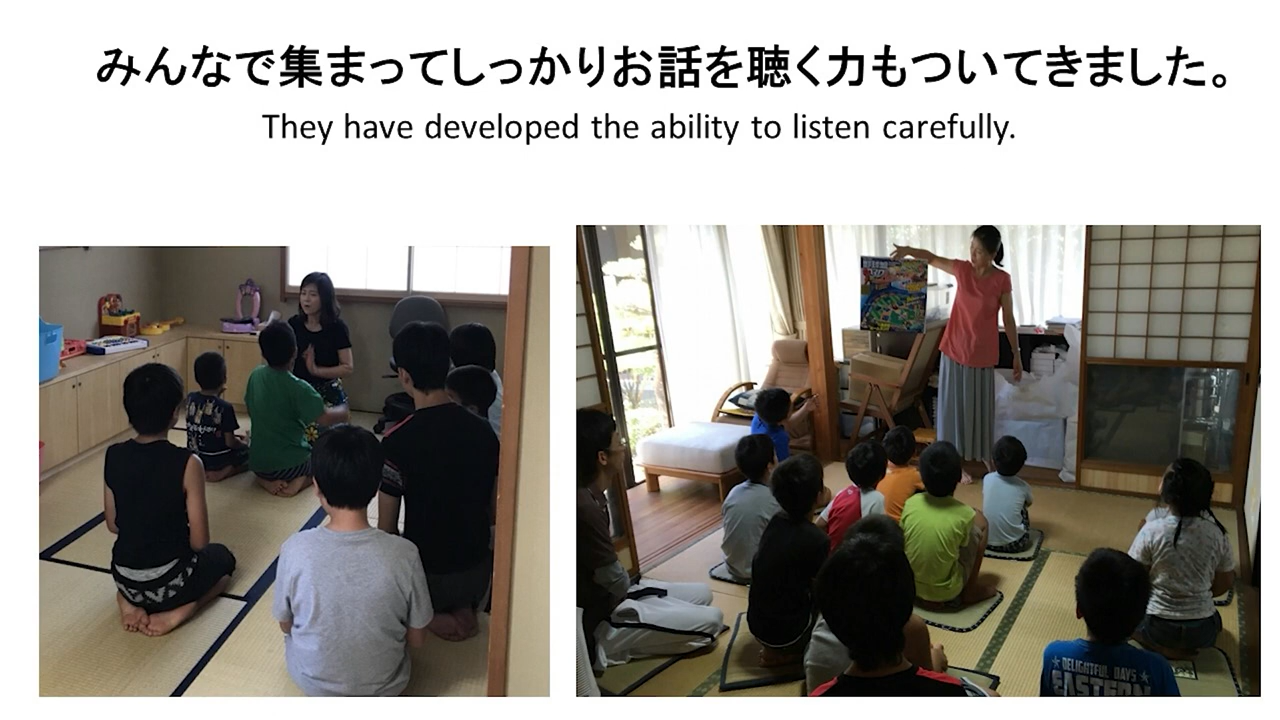 みんなで集まってしっかりお話を聴く力もついてきました。
They have developed the ability to listen carefully.
DELIGHTFUL DAYS
EASTERN